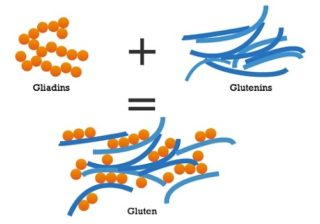 +
Gliadins Glutenins
=
Gluten